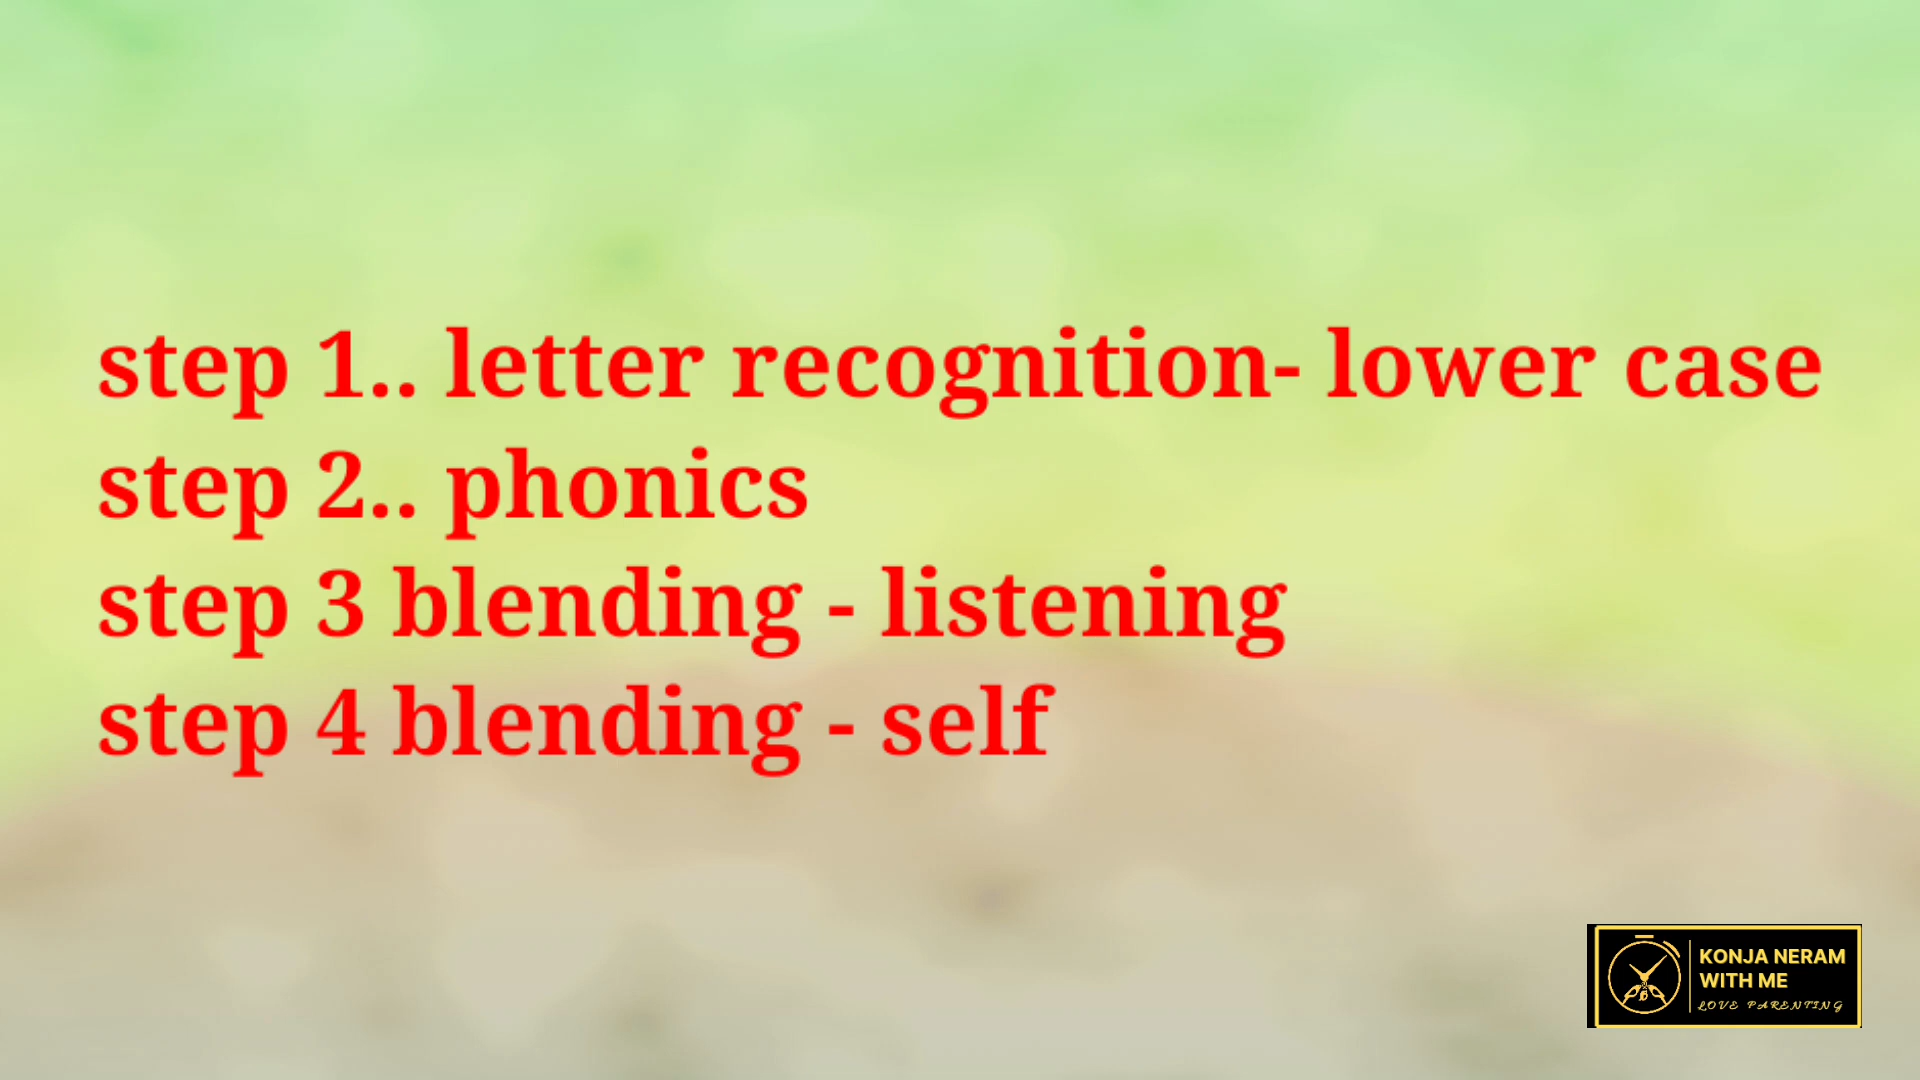 step 1.. letter recognition- lower case
step 2.. phonics
step 3 blending - listening
step 4 blending - self
KONJA NERAM
WITH ME
LOVE PARENTING